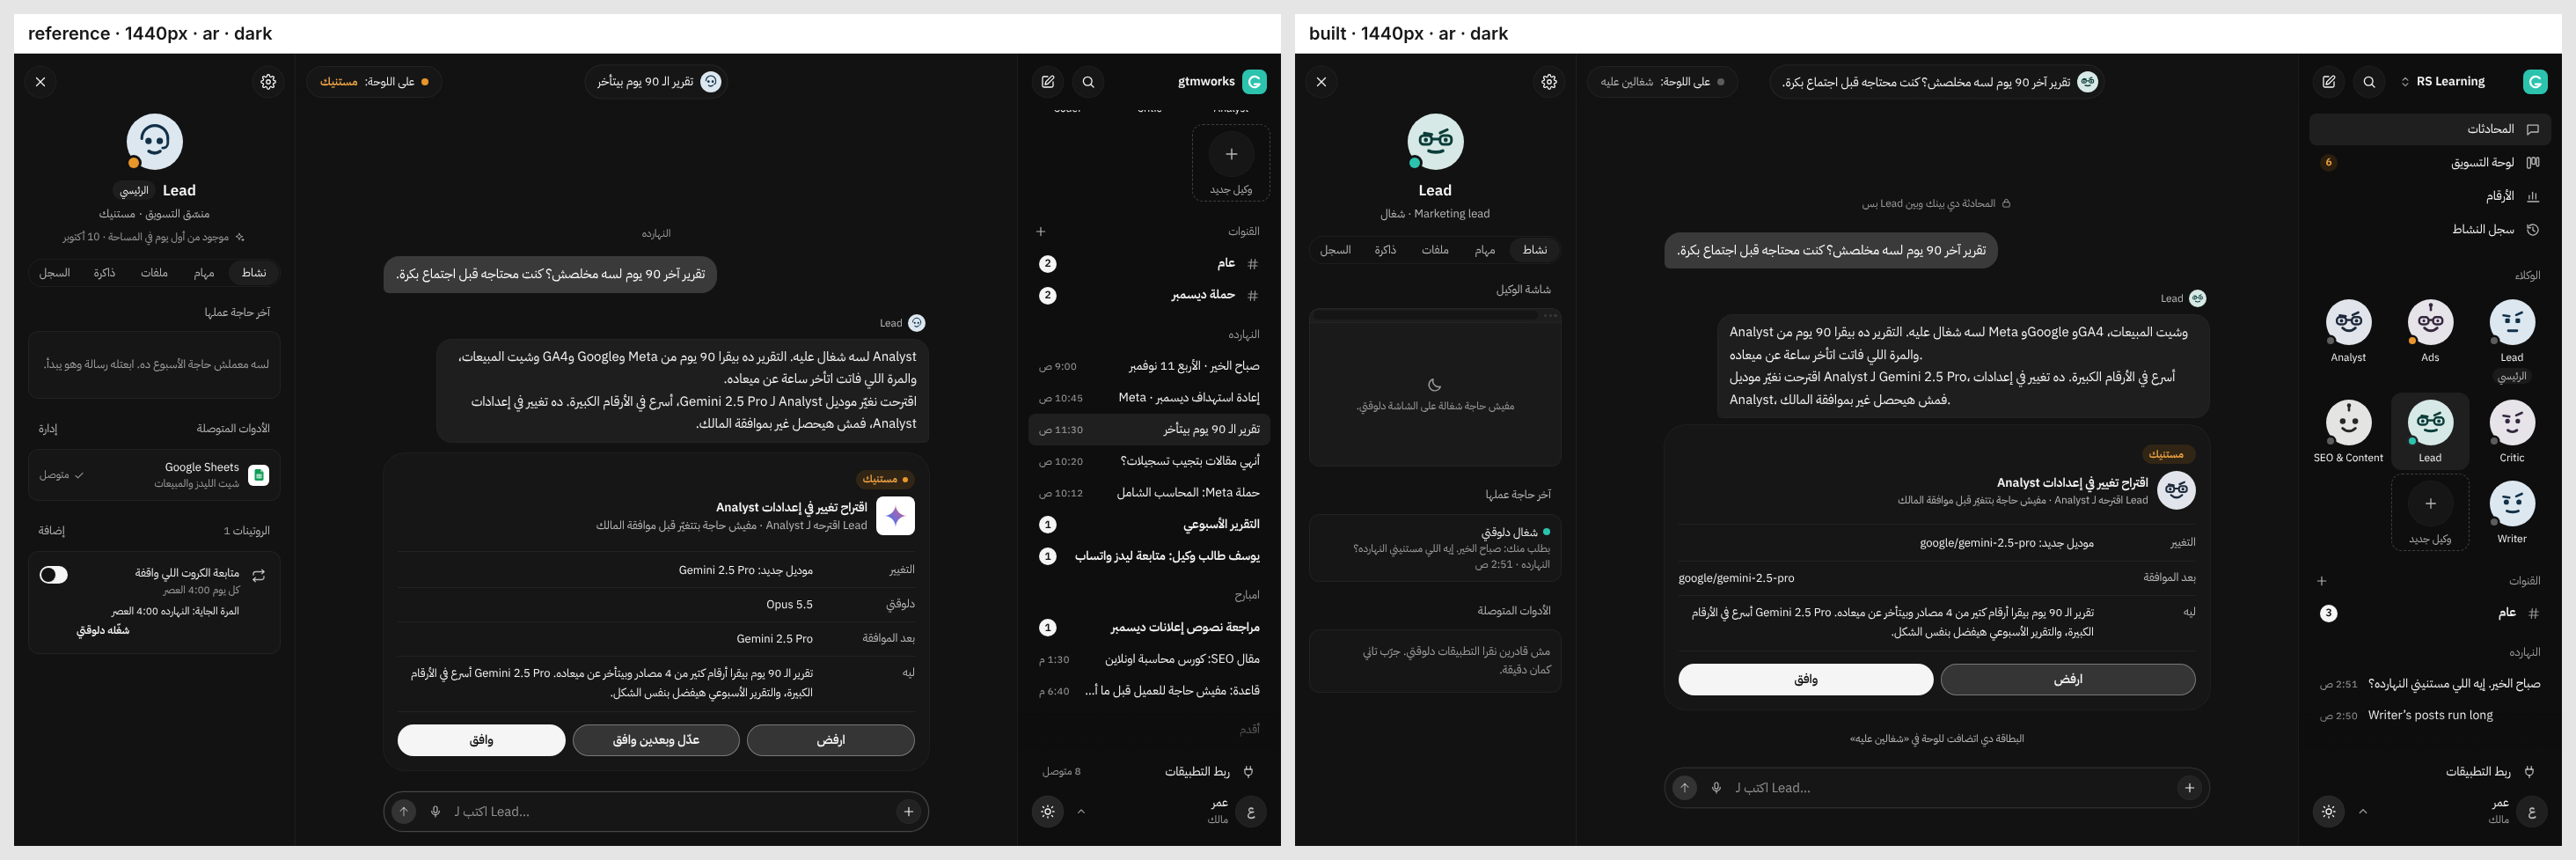 reference · 1440px · ar · dark
gtmworks
Coder
Critic
Analyst
وكيل جديد
القنوات
عام
2
حملة ديسمبر
2
النهارده
صباح الخير · الأربع 11 نوفمبر
9:00 ص
إعادة استهداف ديسمبر · Meta
10:45 ص
تقرير الـ 90 يوم بيتأخر
11:30 ص
أنهي مقالات بتجيب تسجيلات؟
10:20 ص
حملة Meta: المحاسب الشامل
10:12 ص
التقرير الأسبوعي
1
يوسف طالب وكيل: متابعة ليدز واتساب
1
امبارح
مراجعة نصوص إعلانات ديسمبر
1
مقال SEO: كورس محاسبة اونلاين
1:30 م
قاعدة: مفيش حاجة للعميل قبل ما أ...
6:40 م
أقدم
ربط التطبيقات
8 متوصل
ع
عمر
مالك
تقرير الـ 90 يوم بيتأخر
على اللوحة: مستنيك
النهارده
تقرير آخر 90 يوم لسه مخلصش؟ كنت محتاجه قبل اجتماع بكرة.
Lead
Analyst لسه شغال عليه. التقرير ده بيقرا 90 يوم من Meta وGoogle وGA4 وشيت المبيعات،
والمرة اللي فاتت اتأخر ساعة عن ميعاده.
اقترحت نغيّر موديل Analyst لـ Gemini 2.5 Pro، أسرع في الأرقام الكبيرة. ده تغيير في إعدادات
Analyst، فمش هيحصل غير بموافقة المالك.
مستنيك
اقتراح تغيير في إعدادات Analyst
Lead اقترحه لـ Analyst · مفيش حاجة بتتغيّر قبل موافقة المالك
التغيير
موديل جديد: Gemini 2.5 Pro
دلوقتي
Opus 5.5
بعد الموافقة
Gemini 2.5 Pro
ليه
تقرير الـ 90 يوم بيقرا أرقام كتير من 4 مصادر وبيتأخر عن ميعاده. Gemini 2.5 Pro أسرع في الأرقام
الكبيرة، والتقرير الأسبوعي هيفضل بنفس الشكل.
ارفض
عدّل وبعدين وافق
وافق
اكتب لـ Lead...
Lead
الرئيسي
منسّق التسويق · مستنيك
موجود من أول يوم في المساحة · 10 أكتوبر
نشاط
مهام
ملفات
ذاكرة
السجل
آخر حاجة عملها
لسه معملش حاجة الأسبوع ده. ابعتله رسالة وهو يبدأ.
الأدوات المتوصلة
إدارة
Google Sheets
شيت الليدز والمبيعات
متوصل
الروتينات 1
إضافة
متابعة الكروت اللي واقفة
كل يوم 4:00 العصر
المرة الجاية: النهارده 4:00 العصر
شغّله دلوقتي
built · 1440px · ar · dark
RS Learning
المحادثات
لوحة التسويق
6
الأرقام
سجل النشاط
الوكلاء
Lead
الرئيسي
Ads
Analyst
Critic
Lead
SEO & Content
Writer
وكيل جديد
القنوات
عام
3
النهارده
صباح الخير. إيه اللي مستنيني النهارده؟
2:51 ص
Writer's posts run long
2:50 ص
ربط التطبيقات
ع
عمر
مالك
تقرير آخر 90 يوم لسه مخلصش؟ كنت محتاجه قبل اجتماع بكرة.
على اللوحة: شغالين عليه
المحادثة دي بينك وبين Lead بس
تقرير آخر 90 يوم لسه مخلصش؟ كنت محتاجه قبل اجتماع بكرة.
Lead
Analyst لسه شغال عليه. التقرير ده بيقرا 90 يوم من Meta وGoogle وGA4 وشيت المبيعات،
والمرة اللي فاتت اتأخر ساعة عن ميعاده.
اقترحت نغيّر موديل Analyst لـ Gemini 2.5 Pro، أسرع في الأرقام الكبيرة. ده تغيير في إعدادات
Analyst، فمش هيحصل غير بموافقة المالك.
مستنيك
اقتراح تغيير في إعدادات Analyst
Lead اقترحه لـ Analyst · مفيش حاجة بتتغيّر قبل موافقة المالك
التغيير
موديل جديد: google/gemini-2.5-pro
بعد الموافقة
google/gemini-2.5-pro
ليه
تقرير الـ 90 يوم بيقرا أرقام كتير من 4 مصادر وبيتأخر عن ميعاده. Gemini 2.5 Pro أسرع في الأرقام
الكبيرة، والتقرير الأسبوعي هيفضل بنفس الشكل.
ارفض
وافق
البطاقة دي اتضافت للوحة في «شغالين عليه»
اكتب لـ Lead...
Lead
Marketing lead · شغال
نشاط
مهام
ملفات
ذاكرة
السجل
شاشة الوكيل
مفيش حاجة شغالة على الشاشة دلوقتي.
آخر حاجة عملها
شغال دلوقتي
بطلب منك: صباح الخير. إيه اللي مستنيني النهارده؟
النهارده · 2:51 ص
الأدوات المتوصلة
مش قادرين نقرا التطبيقات دلوقتي. جرّب تاني
كمان دقيقة.